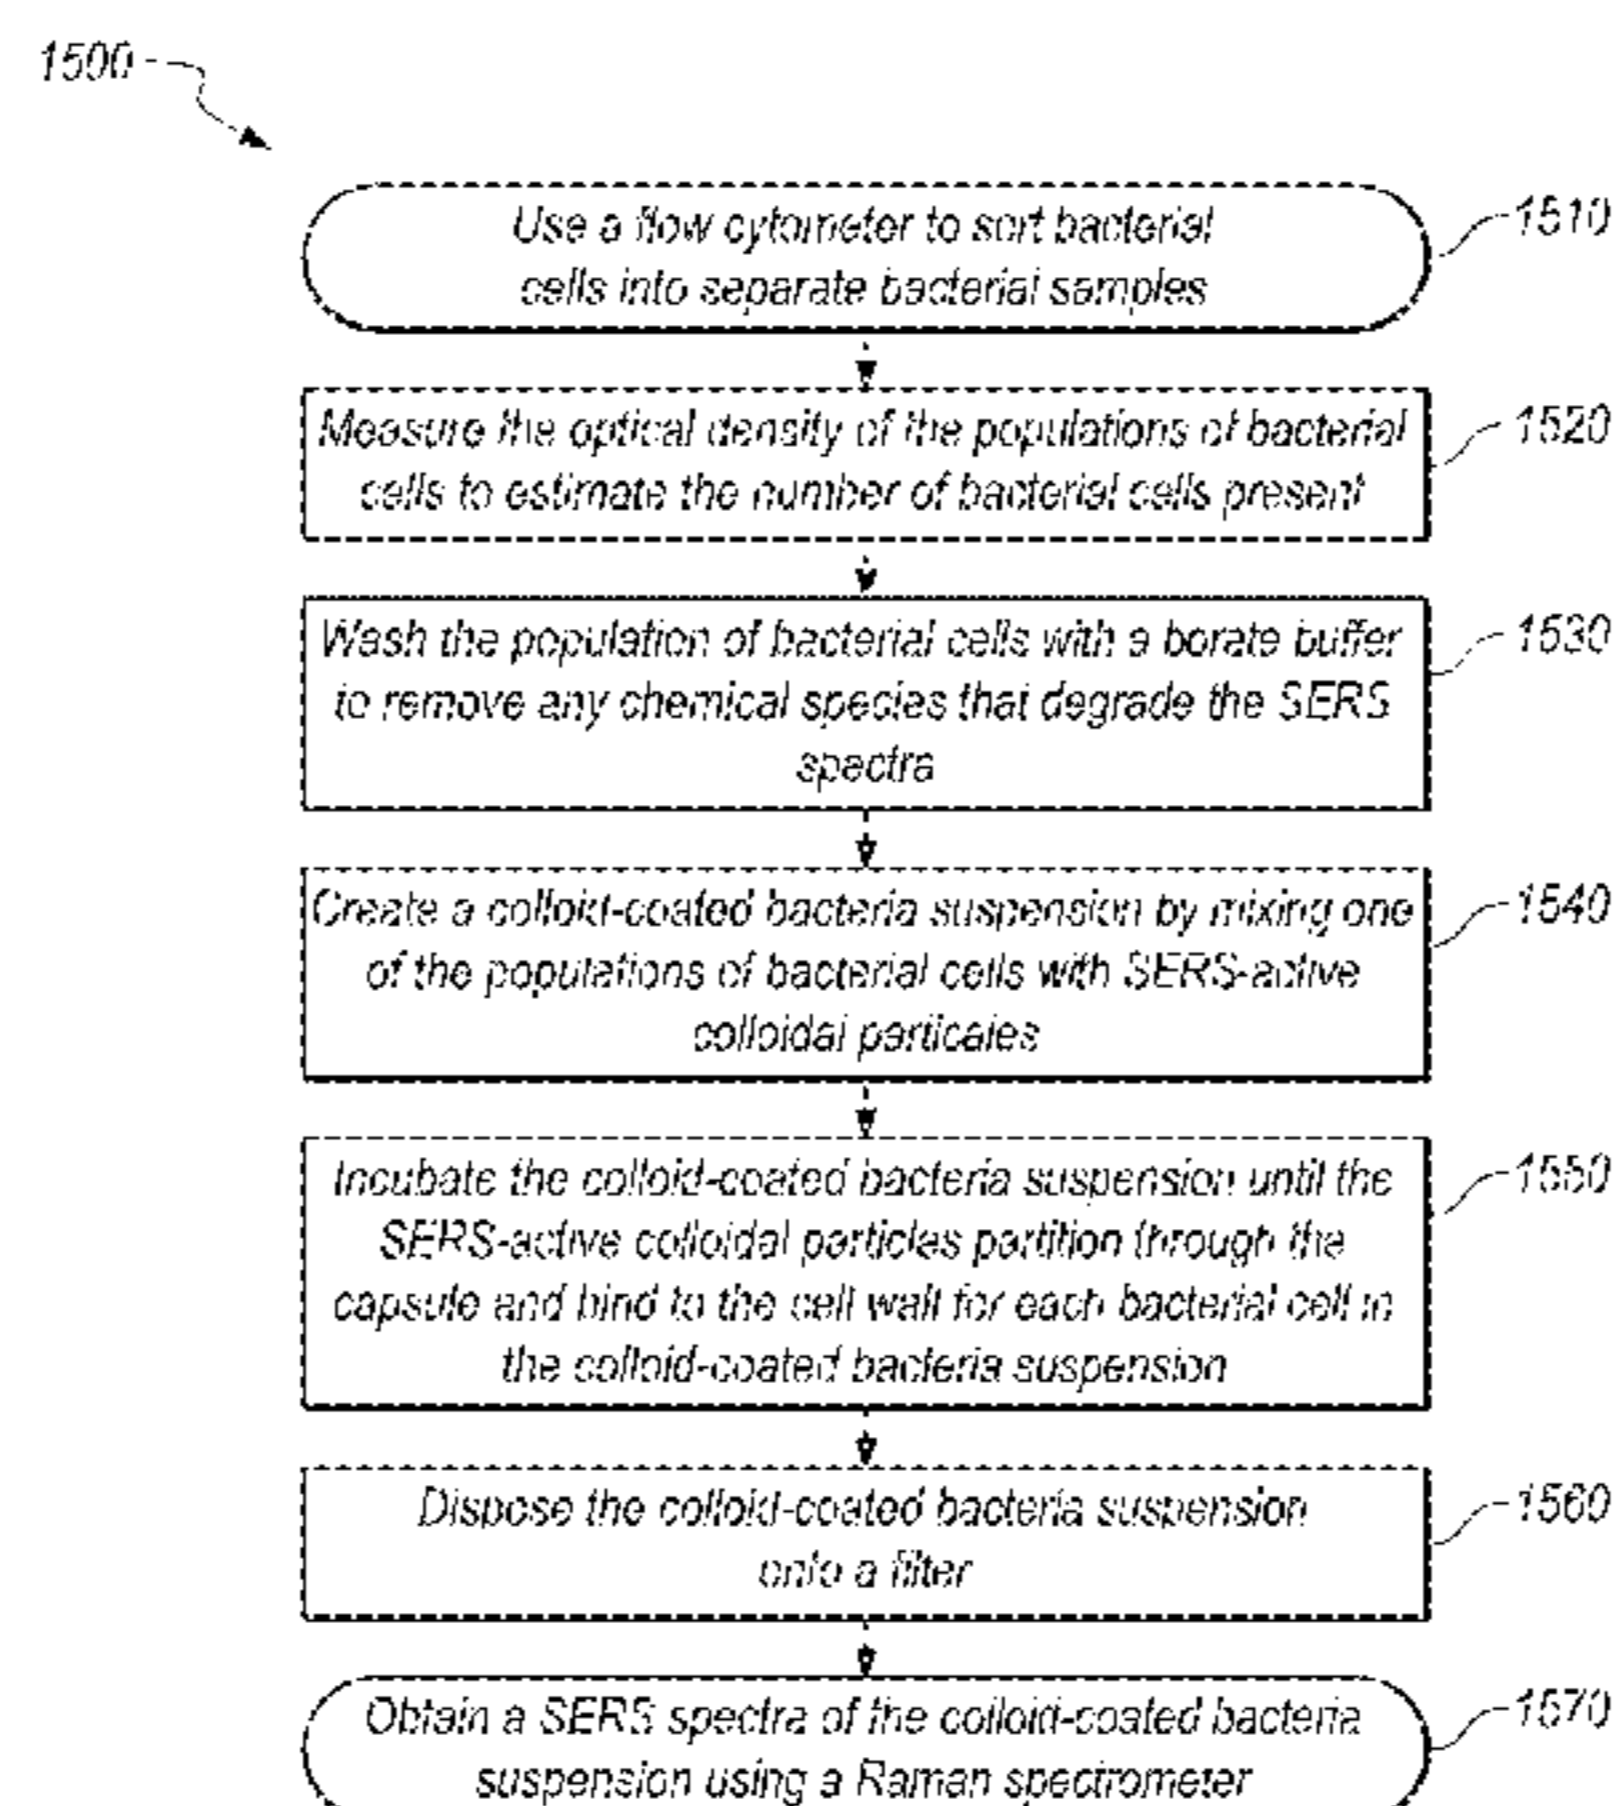 1500
Use a flow cytometer to sort bacterial
cells into separate bacterial samples
1510
Measure the optical density of the populations of bacterial
cells to estimate the number of bacterial cells present
1520
Wash the population of bacterial cells with a borate buffer
to remove any chemical species that degrade the SERS
spectra
1530
Create a colloid-coated bacteria suspension by mixing one
of the populations of bacterial cells with SERS-active
colloidal particales
1540
Incubate the colloid-coated bacteria suspension until the
SERS-active colloidal particles partition through the
capsule and bind to the cell wall for each bacterial cell in
the colloid-coated bacteria suspension
1550
Dispose the colloid-coated bacteria suspension
onto a filter
1560
Obtain a SERS spectra of the colloid-coated bacteria
suspension using a Raman spectrometer
1570